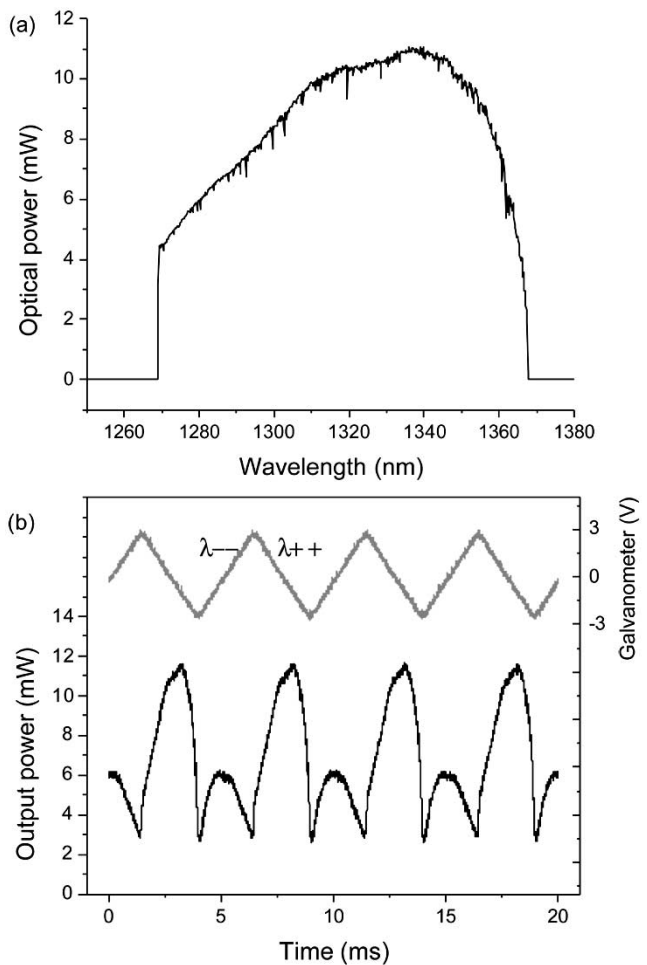 (a)
12
10
8
6
4
2
0
Optical power (mW)
1260 1280 1300 1320 1340 1360 1380
Wavelength (nm)
(b)
λ−− λ++
3
0
-3
Galvanometer (V)
14
12
10
8
6
4
2
0
Output power (mW)
0 5 10 15 20
Time (ms)